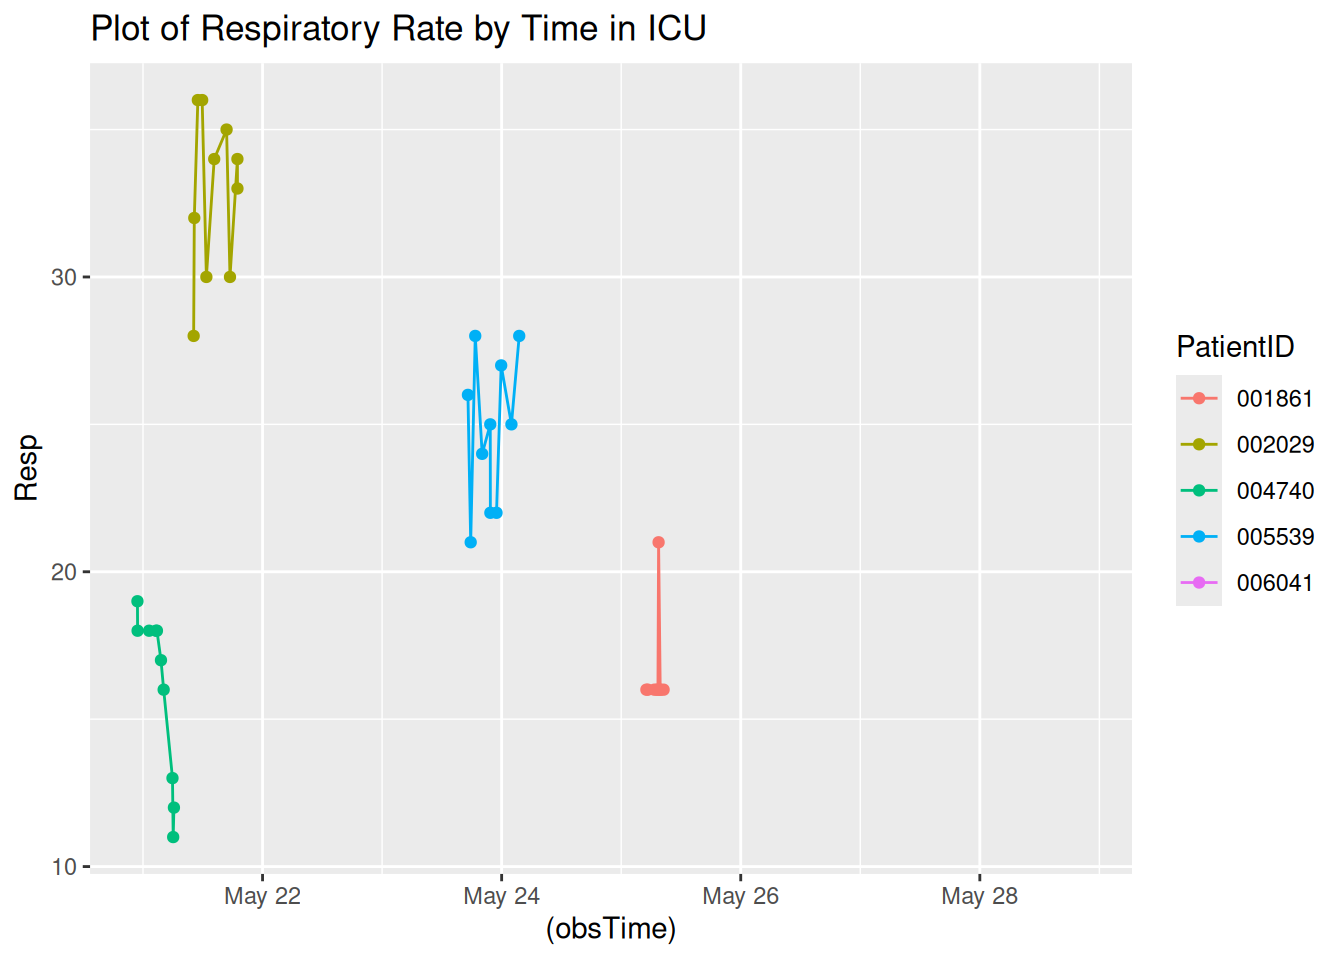 Plot of Respiratory Rate by Time in ICU
Resp
30
20
10
May 22
May 24
May 26
May 28
(obsTime)
PatientID
001861
002029
004740
005539
006041